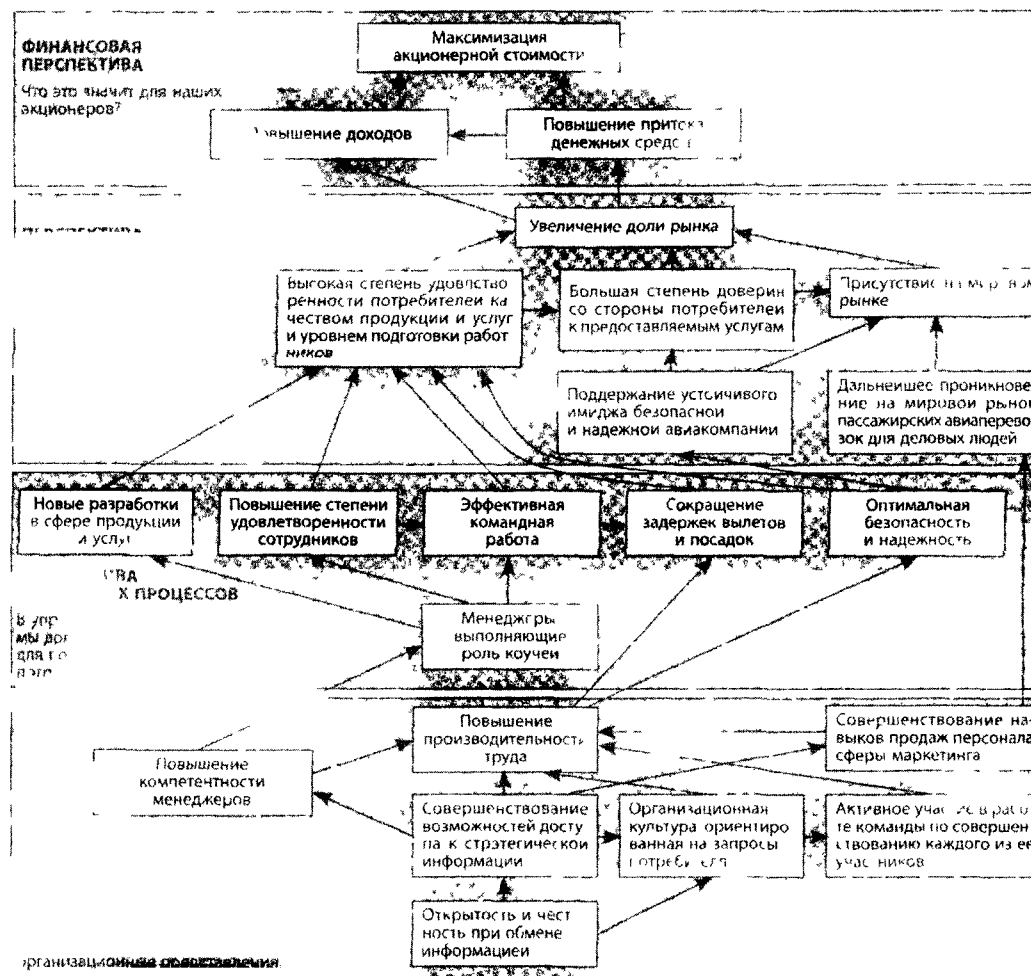 Максимизация
акционерной стоимости
ФИНАНСОВАЯ
ПЕРСПЕКТИВА
Что это значит для наших
акционеров?
доходов
Повышение притока
денежных
Увеличение доли рынка
Высокая степень удовлетво
ренности потребителей ка
чеством продукции и услуг
и уровнем подготовки работ
ников
Большая степень доверин
со стороны потребителей
к предоставляемым услугам
Присутствие на
рынке
Поддержание устойчивого
имиджа безопасной
и надежной авиакомпании
Дальнейшее проникнове-
ние на мировой рынок
пассажирских авиаперево
зок для деловых людей
Новые разработки
в сфере продукции
и услуг
Повышение степени
удовлетворенности
сотрудников
Эффективная
командная
работа
Сокращение
задержек вылетов
и посадок
Оптимальная
безопасность
и надежность
Х ПРОЦЕССОВ
Менеджеры
выполняющие
роль коучей
Повышение
производительности
труда
Совершенствование на-
выков продаж персонала
сферы маркетинга
Повышение
компетентности
менеджеров
Совершенствование
возможностей досту
па к стратегической
информации
Организационная
культура ориентиро
ванная на запросы
Активное
те команды по совершен
ствованию каждого из ее
участников
Открытость и чест
ность при обмене
информацией